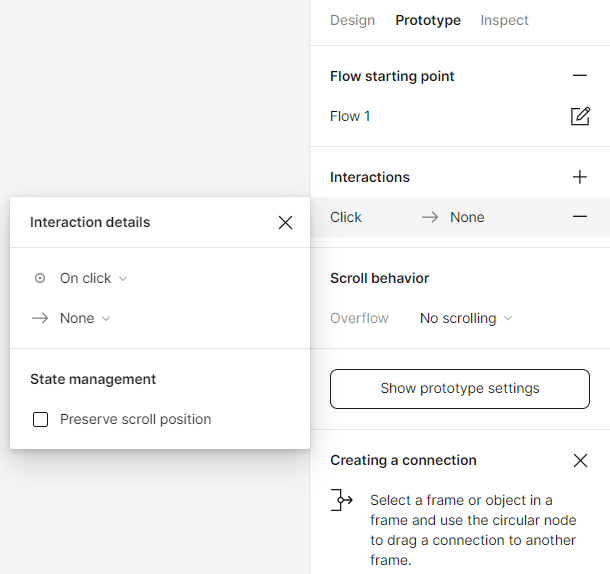 Design Prototype Inspect
Flow starting point
Flow 1
Interactions
Click None
Interaction details
On click
None
State management
Preserve scroll position
Scroll behavior
Overflow No scrolling
Show prototype settings
Creating a connection
Select a frame or object in a
frame and use the circular node
to drag a connection to another
frame.